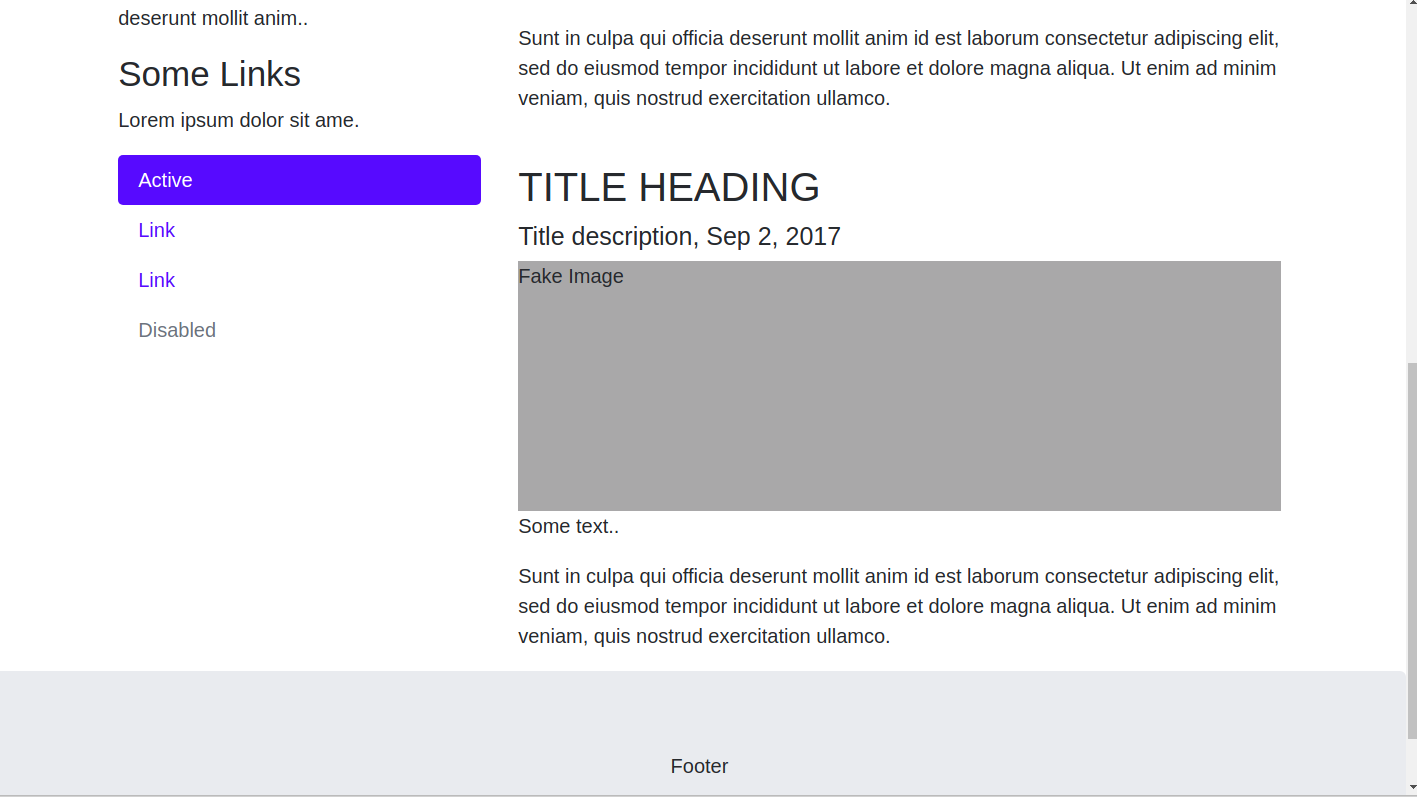 deserunt mollit anim..
Some Links
Lorem ipsum dolor sit ame.
Active
Link
Link
Disabled
Sunt in culpa qui officia deserunt mollit anim id est laborum consectetur adipiscing elit,
sed do eiusmod tempor incididunt ut labore et dolore magna aliqua. Ut enim ad minim
veniam, quis nostrud exercitation ullamco.
TITLE HEADING
Title description, Sep 2, 2017
Fake Image
Some text..
Sunt in culpa qui officia deserunt mollit anim id est laborum consectetur adipiscing elit,
sed do eiusmod tempor incididunt ut labore et dolore magna aliqua. Ut enim ad minim
veniam, quis nostrud exercitation ullamco.
Footer